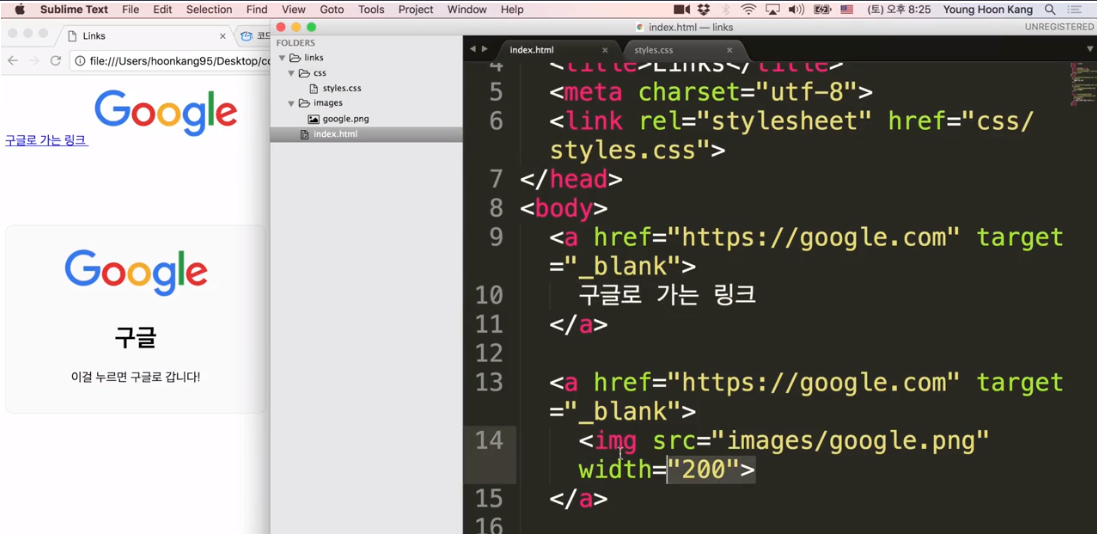 Sublime Text File Edit Selection Find View Goto Tools Project Window Help (토) 오후 8:25 Young Hoon Kang
Links
index.html — links
UNREGISTERED
file:///Users/hoonkang95/Desktop/co
Google
구글로 가는 링크
Google
구글
이걸 누르면 구글로 갑니다!
FOLDERS
links
css
styles.css
images
google.png
index.html
index.html styles.css
4 <title>Links</title>
5 <meta charset="utf-8">
6 <link rel="stylesheet" href="css/
styles.css">
7 </head>
8 <body>
9 <a href="https://google.com" target
="_blank">
10 구글로 가는 링크
11 </a>
12
13 <a href="https://google.com" target
="_blank">
14 <img src="images/google.png"
width="200">
15 </a>
16